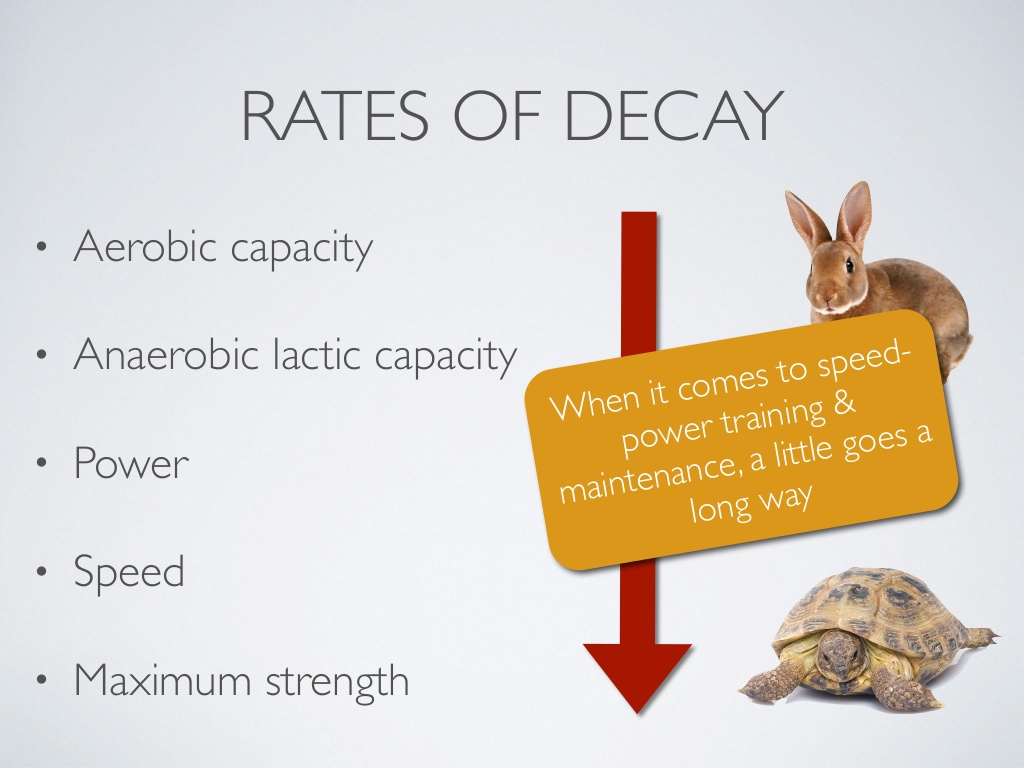 RATES OF DECAY
• Aerobic capacity
• Anaerobic lactic capacity
• Power
• Speed
• Maximum strength
When it comes to speed-
power training &
maintenance, a little goes a
long way